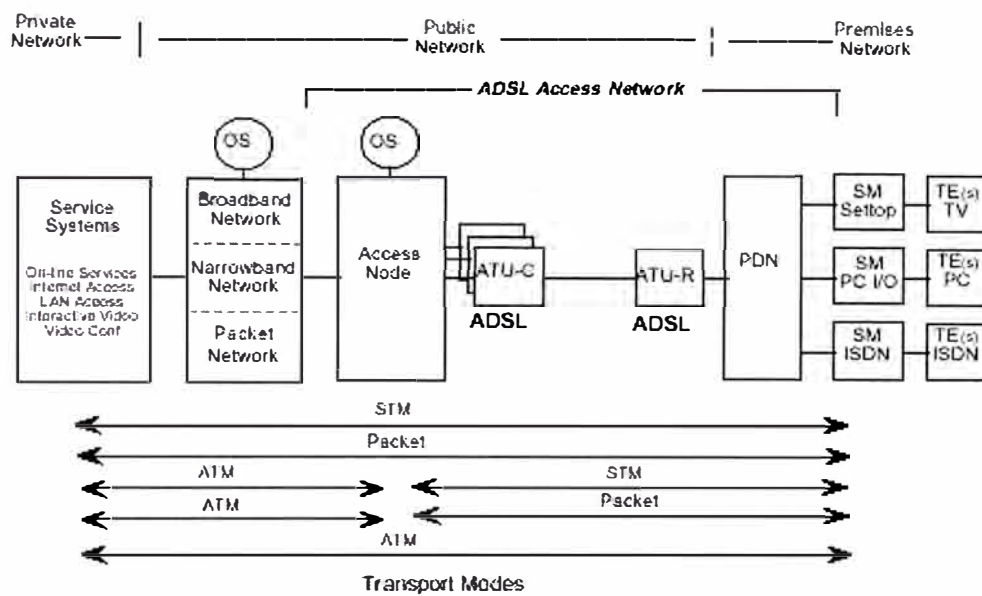 Private Network
Public Network
Premises Network
ADSL Access Network
OS
OS
Service Systems
On-line Services
Internet Access
LAN Access
Interactive Video
Video Conf
Broadband Network
Narrowband Network
Packet Network
Access Node
ATU-C
ADSL
ATU-R
ADSL
PDN
SM Settop
TE(s) TV
SM PC I/O
TE(s) PC
SM ISDN
TE(s) ISDN
STM
Packet
ATM
STM
ATM
Packet
ATM
Transport Modes